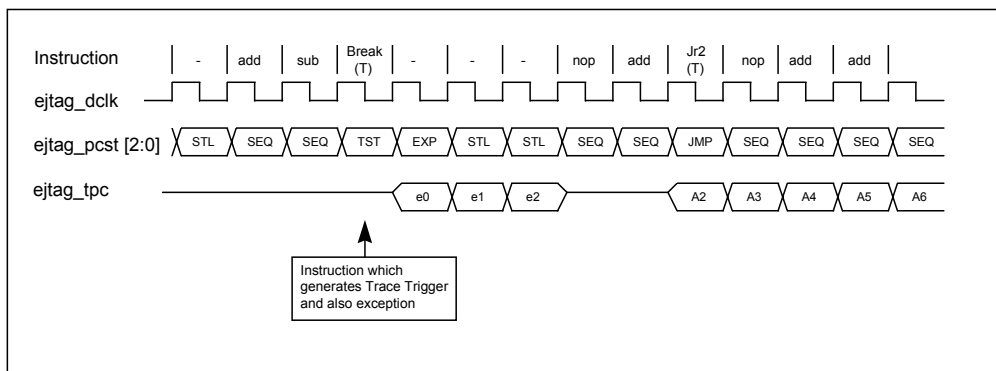 Instruction - add sub Break (T) - - - nop add Jr2 (T) nop add add
ejtag_dclk
ejtag_pcst [2:0] STL SEQ SEQ TST EXP STL STL SEQ SEQ JMP SEQ SEQ SEQ SEQ
ejtag_tpc e0 e1 e2 A2 A3 A4 A5 A6
Instruction which
generates Trace Trigger
and also exception